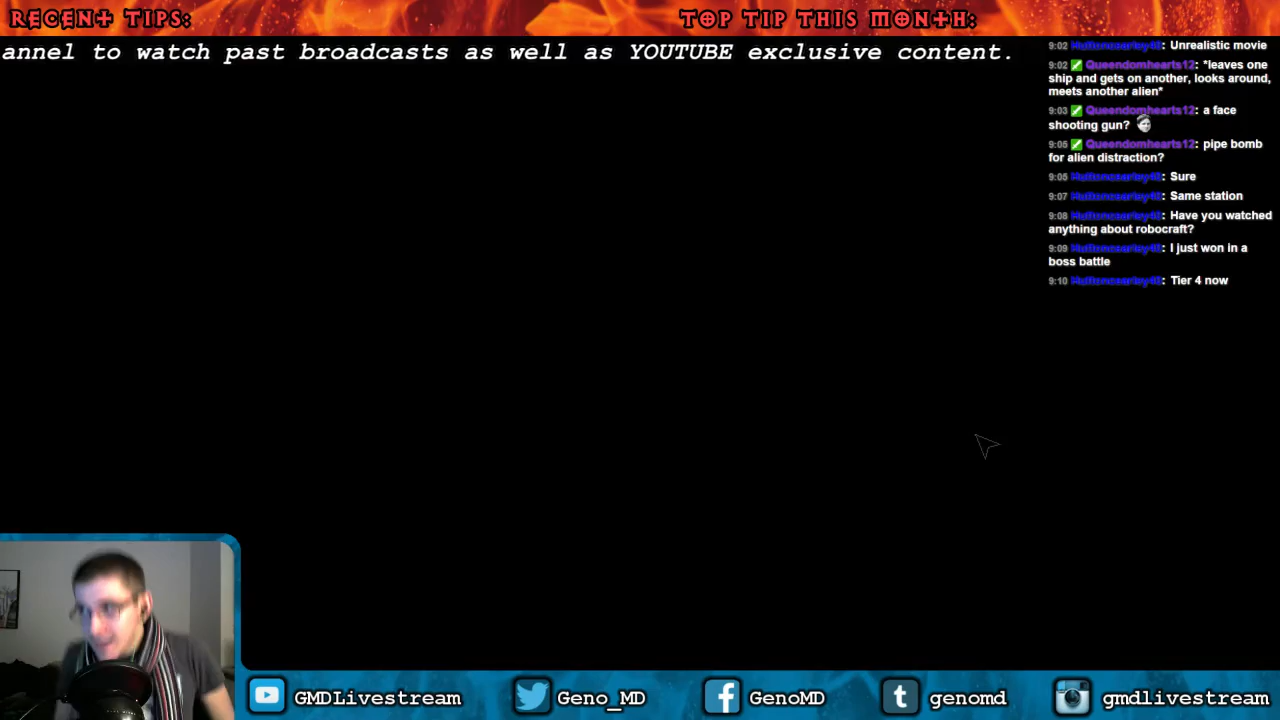 RECENT TIPS:
TOP TIP THIS MONTH:
annel to watch past broadcasts as well as YOUTUBE exclusive content.
9:02 : Unrealistic movie
9:02 Queendomhearts12: *leaves one
ship and gets on another, looks around,
meets another alien*
9:03 Queendomhearts12: a face
shooting gun?
9:05 Queendomhearts12: pipe bomb
for alien distraction?
9:05 : Sure
9:07 : Same station
9:08 : Have you watched
anything about robocraft?
9:09 : I just won in a
boss battle
9:10 : Tier 4 now
GMDLivestream
Geno_MD
GenoMD
genomd
gmdlivestream